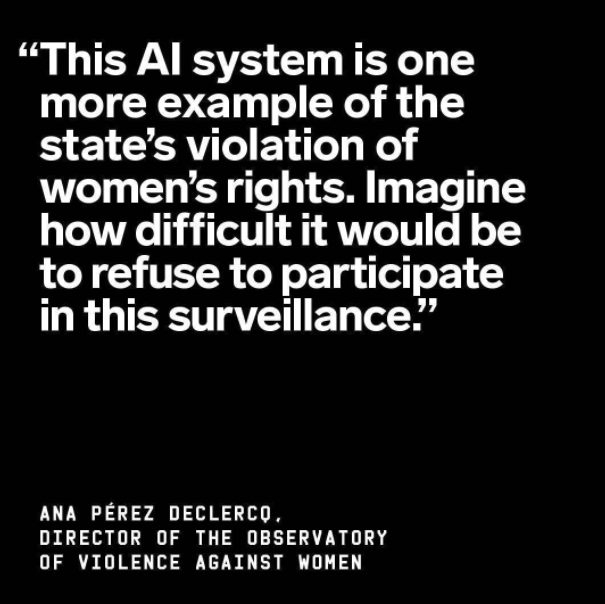 “This AI system is one
more example of the
state’s violation of
women’s rights. Imagine
how difficult it would be
to refuse to participate
in this surveillance.”
ANA PÉREZ DECLERCQ,
DIRECTOR OF THE OBSERVATORY
OF VIOLENCE AGAINST WOMEN